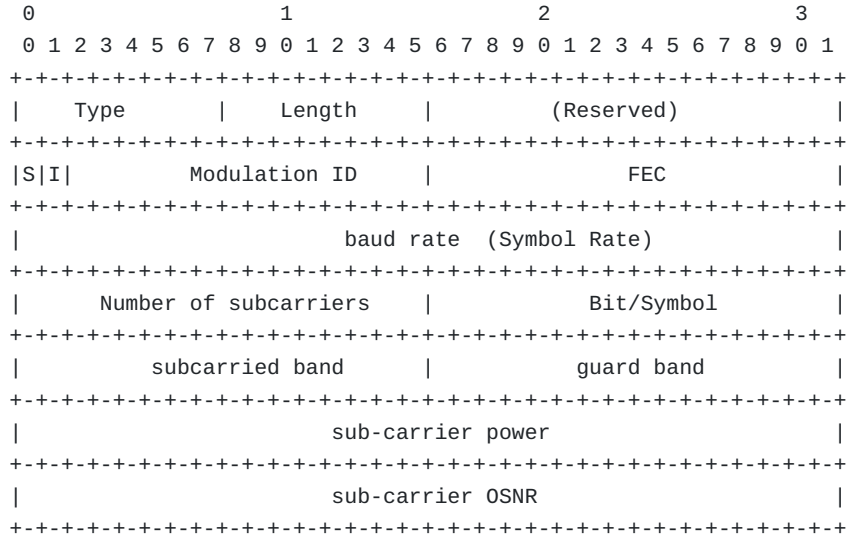 0                   1                   2                   3
 0 1 2 3 4 5 6 7 8 9 0 1 2 3 4 5 6 7 8 9 0 1 2 3 4 5 6 7 8 9 0 1
+-+-+-+-+-+-+-+-+-+-+-+-+-+-+-+-+-+-+-+-+-+-+-+-+-+-+-+-+-+-+-+-+
|    Type       |    Length     |         (Reserved)            |
+-+-+-+-+-+-+-+-+-+-+-+-+-+-+-+-+-+-+-+-+-+-+-+-+-+-+-+-+-+-+-+-+
|S|I|         Modulation ID     |               FEC             |
+-+-+-+-+-+-+-+-+-+-+-+-+-+-+-+-+-+-+-+-+-+-+-+-+-+-+-+-+-+-+-+-+
|                         baud rate  (Symbol Rate)              |
+-+-+-+-+-+-+-+-+-+-+-+-+-+-+-+-+-+-+-+-+-+-+-+-+-+-+-+-+-+-+-+-+
|      Number of subcarriers    |            Bit/Symbol         |
+-+-+-+-+-+-+-+-+-+-+-+-+-+-+-+-+-+-+-+-+-+-+-+-+-+-+-+-+-+-+-+-+
|          subcarried band      |           guard band          |
+-+-+-+-+-+-+-+-+-+-+-+-+-+-+-+-+-+-+-+-+-+-+-+-+-+-+-+-+-+-+-+-+
|                        sub-carrier power                      |
+-+-+-+-+-+-+-+-+-+-+-+-+-+-+-+-+-+-+-+-+-+-+-+-+-+-+-+-+-+-+-+-+
|                        sub-carrier OSNR                       |
+-+-+-+-+-+-+-+-+-+-+-+-+-+-+-+-+-+-+-+-+-+-+-+-+-+-+-+-+-+-+-+-+